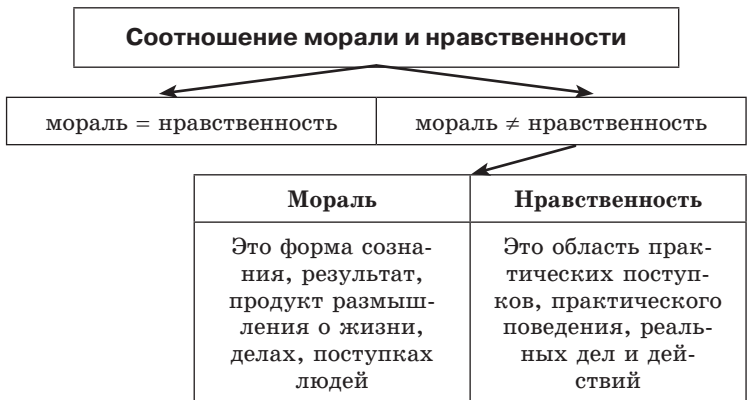 Соотношение морали и нравственности
мораль = нравственность
мораль ≠ нравственность
Мораль
Нравственность
Это форма созна-
ния, результат,
продукт размыш-
ления о жизни,
делах, поступках
людей
Это область прак-
тических поступ-
ков, практического
поведения, реаль-
ных дел и дей-
ствий